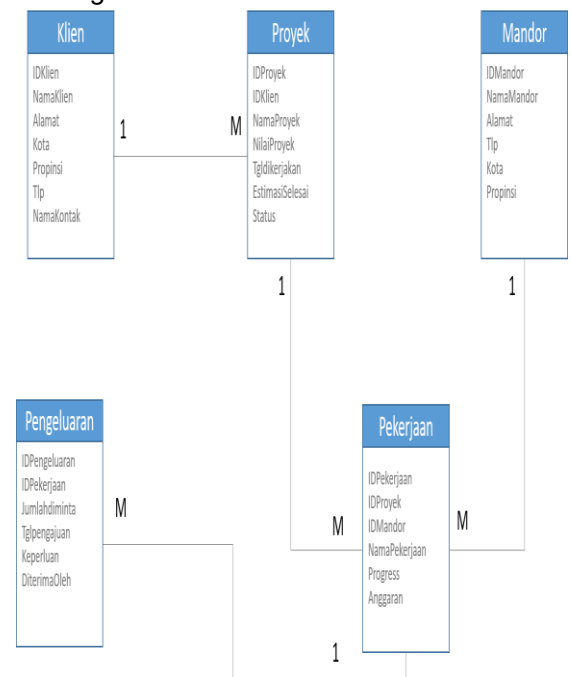 Klien
IDKlien
NamaKlien
Alamat
Kota
Propinsi
Tlp
NamaKontak
1
M
Proyek
IDProyek
IDKlien
NamaProyek
NilaiProyek
Tgldikerjakan
EstimasiSelesai
Status
1
Mandor
IDMandor
NamaMandor
Alamat
Tlp
Kota
Propinsi
1
Pengeluaran
IDPengeluaran
IDPekerjaan
Jumlahdiminta
Tglpengajuan
Keperluan
DiterimaOleh
M
Pekerjaan
IDPekerjaan
IDProyek
IDMandor
NamaPekerjaan
Progress
Anggaran
M
M
1